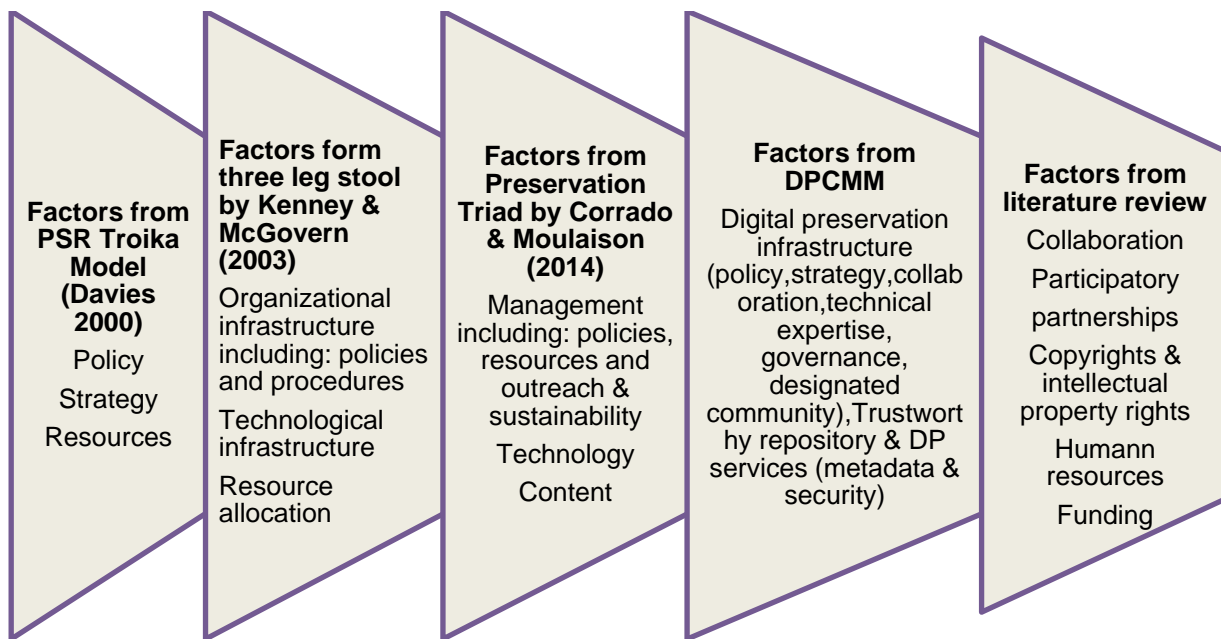 Factors from
PSR Troika
Model
(Davies
2000)
Policy
Strategy
Resources
Factors form
three leg stool
by Kenney &
McGovern
(2003)
Organizational
infrastructure
including: policies
and procedures
Technological
infrastructure
Resource
allocation
Factors from
Preservation
Triad by Corrado
& Moulaison
(2014)
Management
including: policies,
resources and
outreach &
sustainability
Technology
Content
Factors from
DPCMM
Digital preservation
infrastructure
(policy,strategy,collab
oration,technical
expertise,
governance,
designated
community),Trustwort
hy repository & DP
services (metadata &
security)
Factors from
literature review
Collaboration
Participatory
partnerships
Copyrights &
intellectual
property rights
Humann
resources
Funding